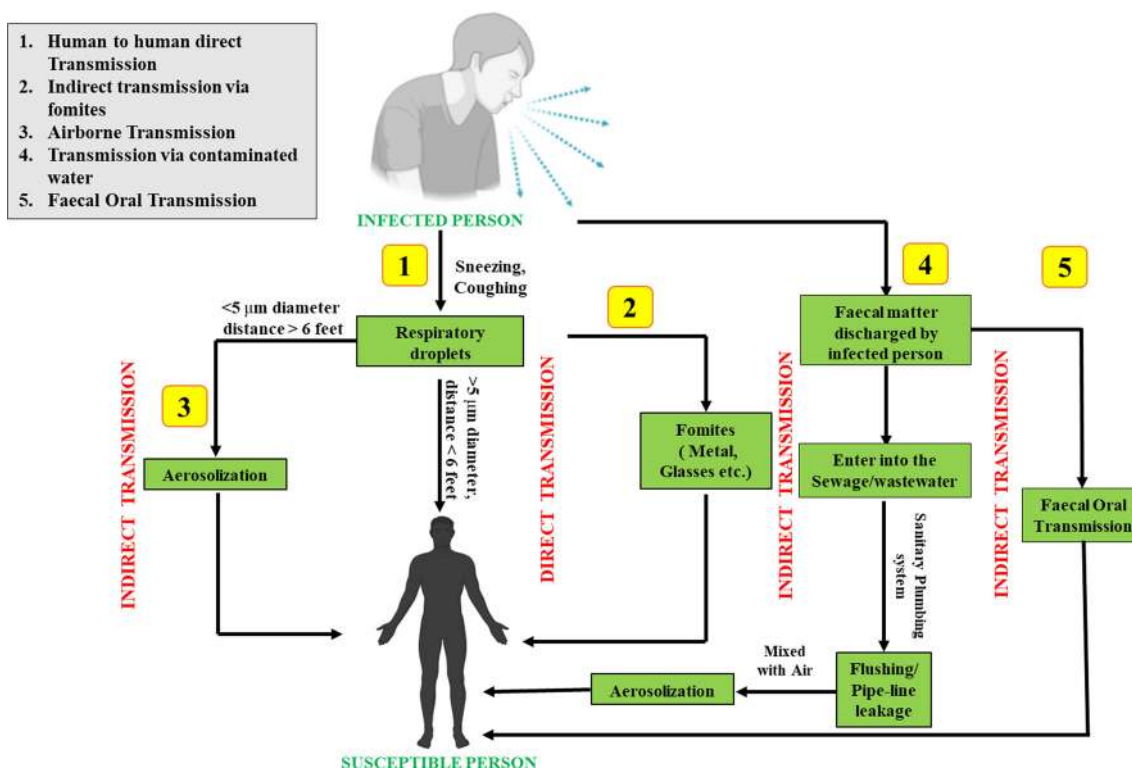 1. Human to human direct
Transmission
2. Indirect transmission via
fomites
3. Airborne Transmission
4. Transmission via contaminated
water
5. Faecal Oral Transmission
INFECTED PERSON
1
Sneezing,
Coughing
<5 μm diameter
distance > 6 feet
Respiratory
droplets
2
4
5
Faecal matter
discharged by
infected person
3
Aerosolization
INDIRECT TRANSMISSION
>5 μm diameter,
distance < 6 feet
DIRECT TRANSMISSION
Fomites
( Metal,
Glasses etc.)
INDIRECT TRANSMISSION
Enter into the
Sewage/wastewater
INDIRECT TRANSMISSION
Faecal Oral
Transmission
Sanitary Plumbing
system
Mixed
with Air
Flushing/
Pipe-line
leakage
Aerosolization
SUSCEPTIBLE PERSON